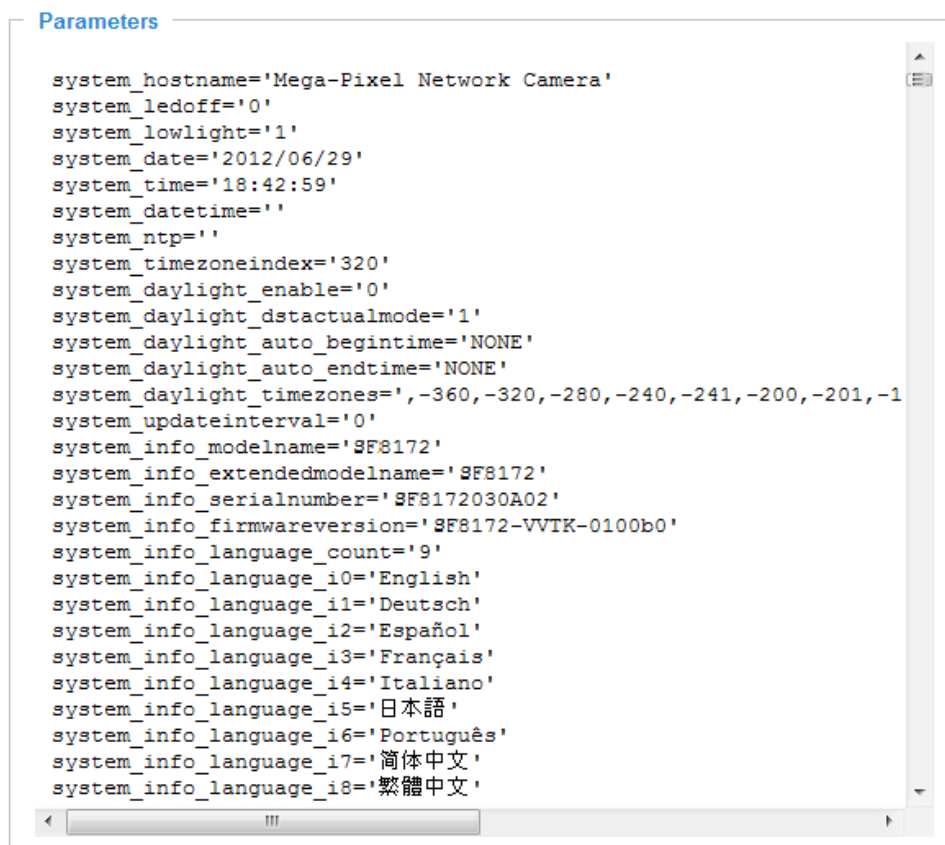 Parameters
system_hostname='Mega-Pixel Network Camera'
system_ledoff='0'
system_lowlight='1'
system_date='2012/06/29'
system_time='18:42:59'
system_datetime=''
system_ntp=''
system_timezoneindex='320'
system_daylight_enable='0'
system_daylight_dstactualmode='1'
system_daylight_auto_begintime='NONE'
system_daylight_auto_endtime='NONE'
system_daylight_timezones=',-360,-320,-280,-240,-241,-200,-201,-1
system_updateinterval='0'
system_info_modelname='SF8172'
system_info_extendedmodelname='SF8172'
system_info_serialnumber='SF8172030A02'
system_info_firmwareversion='SF8172-VVTK-0100b0'
system_info_language_count='9'
system_info_language_i0='English'
system_info_language_i1='Deutsch'
system_info_language_i2='Español'
system_info_language_i3='Français'
system_info_language_i4='Italiano'
system_info_language_i5='日本語'
system_info_language_i6='Português'
system_info_language_i7='简体中文'
system_info_language_i8='繁體中文'